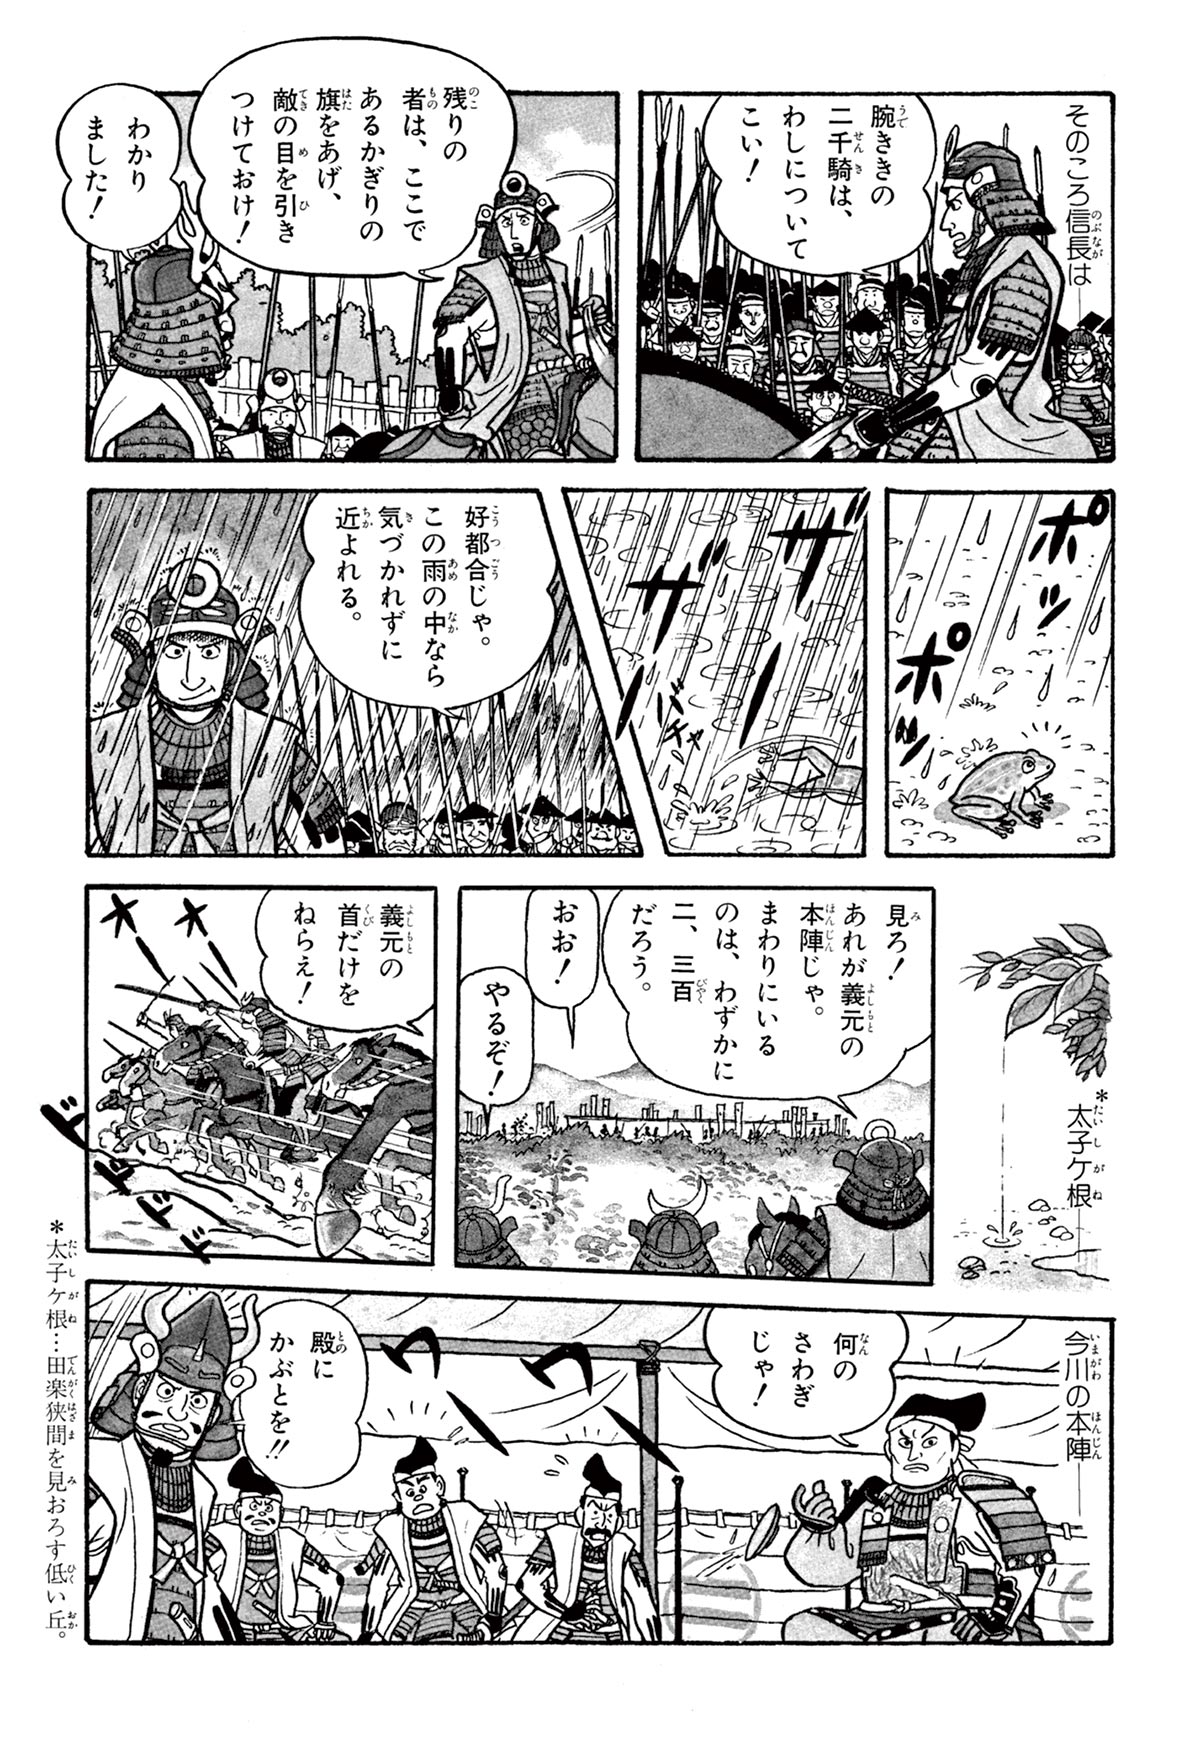 そのころ信長は――
腕ききの
二千騎は、
わしについて
こい！
残りの
者は、ここで
あるかぎりの
旗をあげ、
敵の目を引き
つけておけ！
わかり
ました！
ポッ
ポッ
ザザーッ
バチャ
好都合じゃ。
この雨の中なら
気づかれずに
近よれる。
＊太子ケ根――
見ろ！
あれが義元の
本陣じゃ。
まわりにいる
のは、わずかに
二、三百
だろう。
おお！
やるぞ！
義元の
首だけを
ねらえ！
オオーッ
ドドドド
今川の本陣――
何の
さわぎ
じゃ！
ワーワー
殿に
かぶとを!!
＊太子ケ根…田楽狭間を見おろす低い丘。